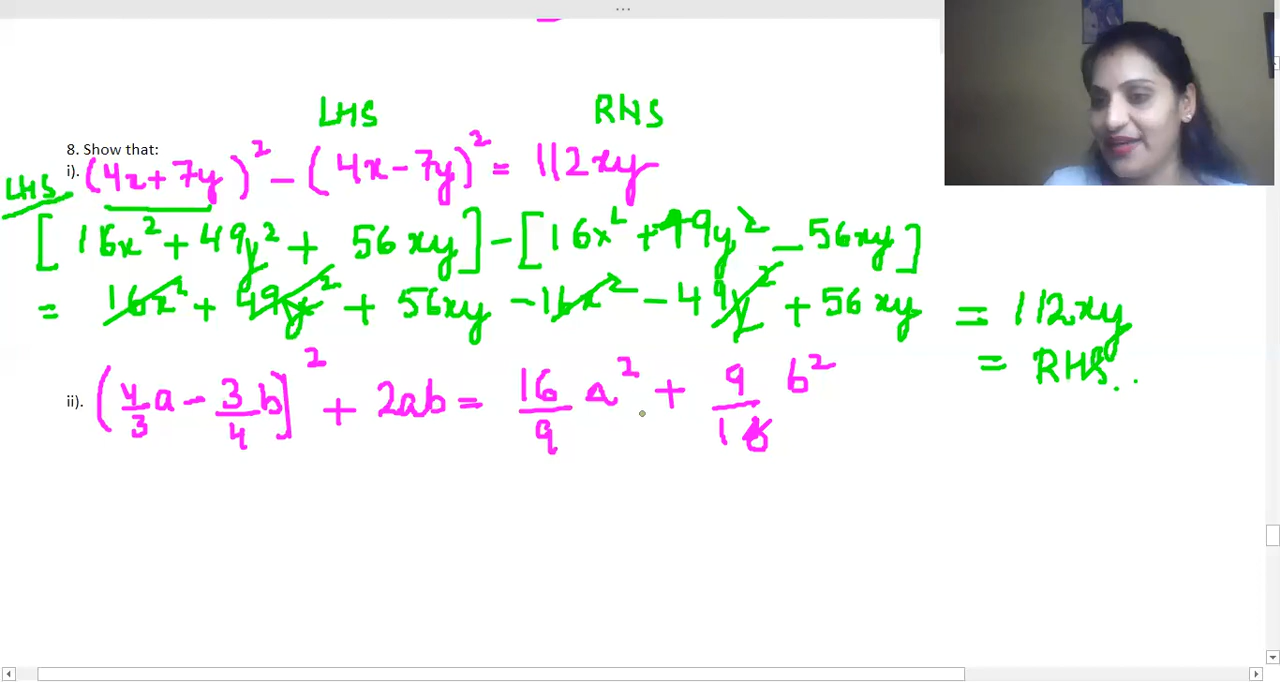 LHS RHS
8. Show that:
i). (4x+7y)² - (4x-7y)² = 112xy
LHS
[16x² + 49y² + 56xy] - [16x² + 49y² - 56xy]
= 16x² + 49y² + 56xy - 16x² - 49y² + 56xy = 112xy
= RHS..
ii). (4/3 a - 3/4 b]² + 2ab = 16/9 a² + 9/16 b²